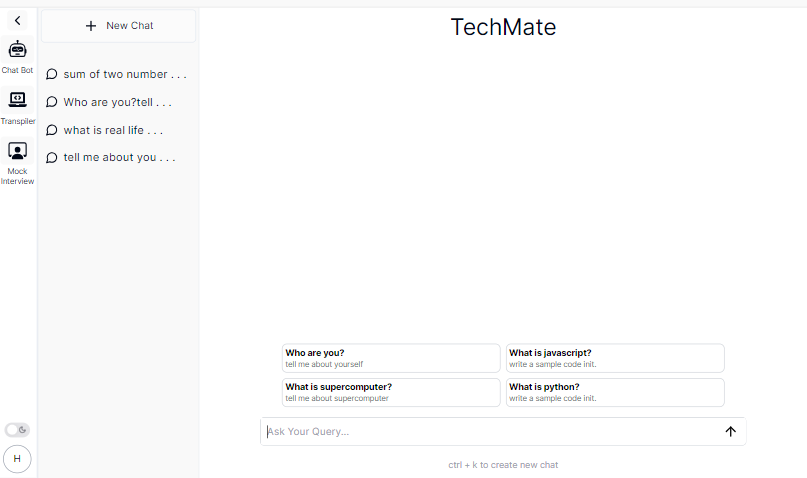 Chat Bot
Transpiler
Mock
Interview
H
New Chat
sum of two number . . .
Who are you?tell . . .
what is real life . . .
tell me about you . . .
TechMate
Who are you?
tell me about yourself
What is javascript?
write a sample code init.
What is supercomputer?
tell me about supercomputer
What is python?
write a sample code init.
Ask Your Query...
ctrl + k to create new chat